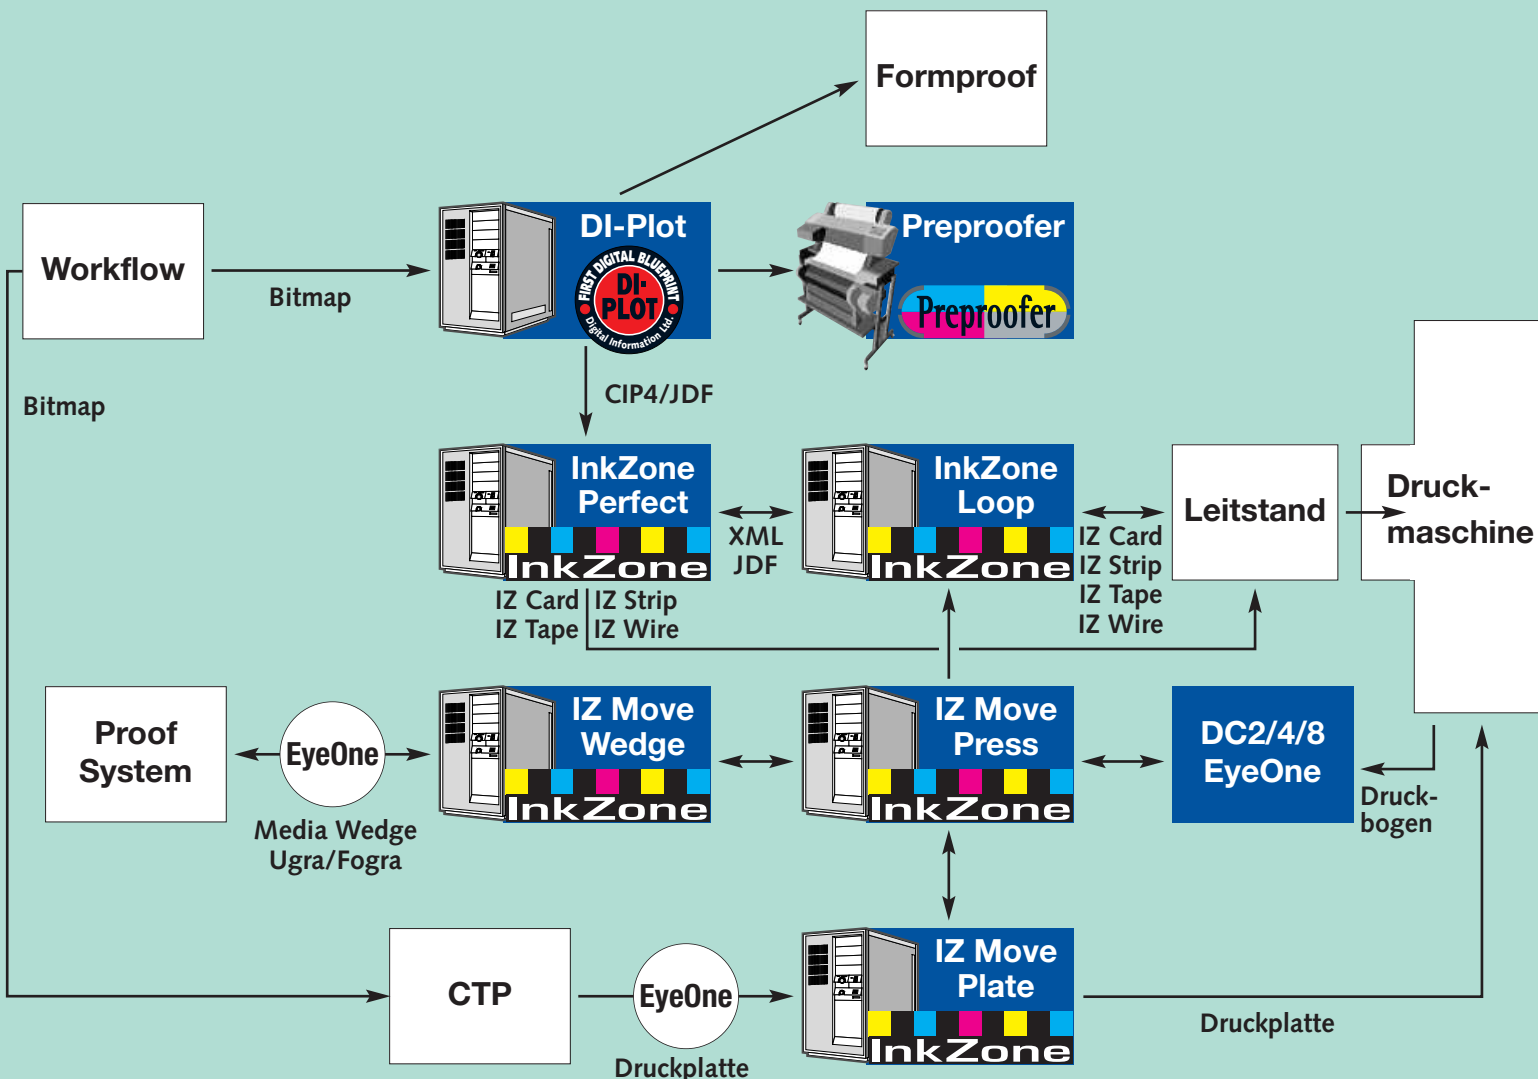 Formproof
Workflow
Bitmap
DI-Plot
FIRST DIGITAL BLUEPRINT
DI-
PLOT
Digital Information Ltd.
Preproofer
Preproofer
Bitmap
CIP4/JDF
InkZone
Perfect
InkZone
XML
JDF
InkZone
Loop
InkZone
IZ Card
IZ Strip
IZ Tape
IZ Wire
Leitstand
Druck-
maschine
IZ Card
IZ Tape
IZ Strip
IZ Wire
Proof
System
EyeOne
Media Wedge
Ugra/Fogra
IZ Move
Wedge
InkZone
IZ Move
Press
InkZone
DC2/4/8
EyeOne
Druck-
bogen
CTP
EyeOne
Druckplatte
IZ Move
Plate
InkZone
Druckplatte